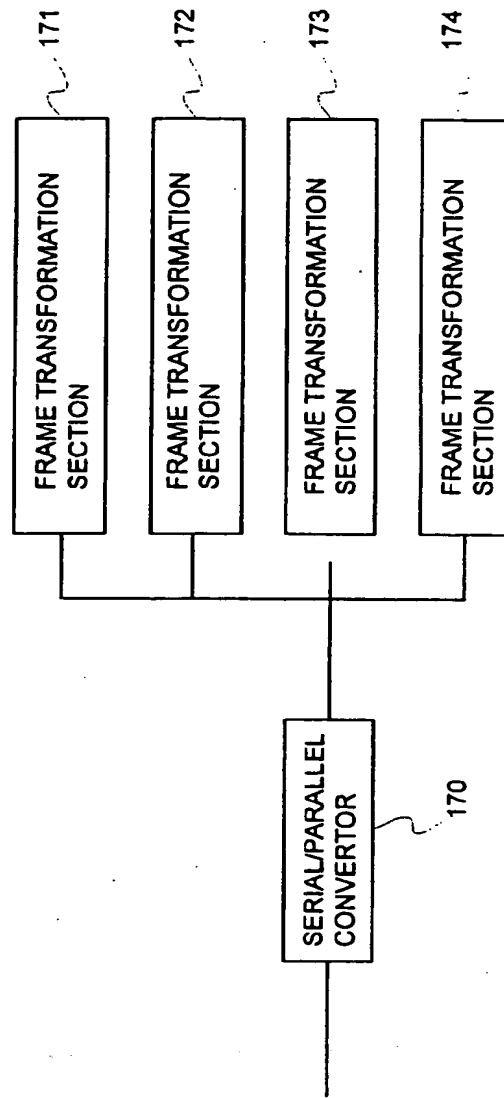 SERIAL/PARALLEL
CONVERTOR
170
FRAME TRANSFORMATION
SECTION
171
FRAME TRANSFORMATION
SECTION
172
FRAME TRANSFORMATION
SECTION
173
FRAME TRANSFORMATION
SECTION
174